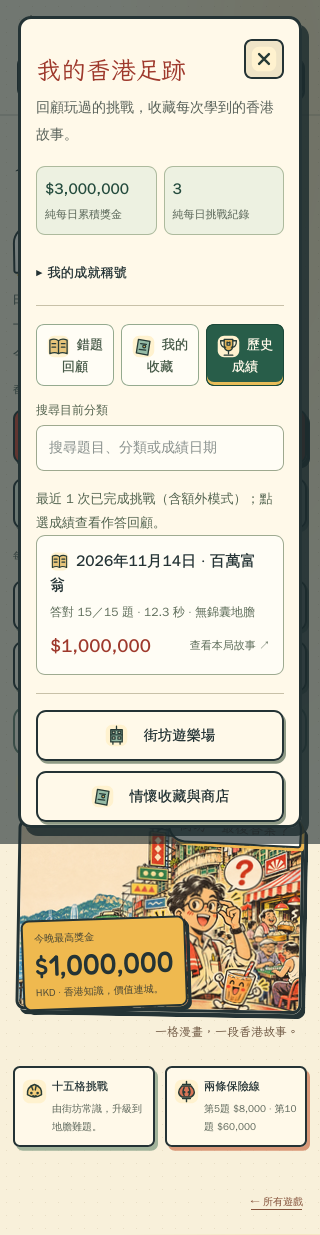 我的香港足跡
回顧玩過的挑戰，收藏每次學到的香港
故事。
$3,000,000
純每日累積獎金
3
純每日挑戰紀錄
▸ 我的成就稱號
錯題
回顧
我的
收藏
歷史
成績
搜尋目前分類
搜尋題目、分類或成績日期
最近 1 次已完成挑戰（含額外模式）；點
選成績查看作答回顧。
2026年11月14日 · 百萬富
翁
答對 15／15 題 · 12.3 秒 · 無錦囊地膽
$1,000,000
查看本局故事 ↗
街坊遊樂場
情懷收藏與商店
今晚最高獎金
$1,000,000
HKD · 香港知識，價值連城。
?
一格漫畫，一段香港故事。
十五格挑戰
由街坊常識，升級到
地膽難題。
兩條保險線
第5題 $8,000 · 第10
題 $60,000
← 所有遊戲